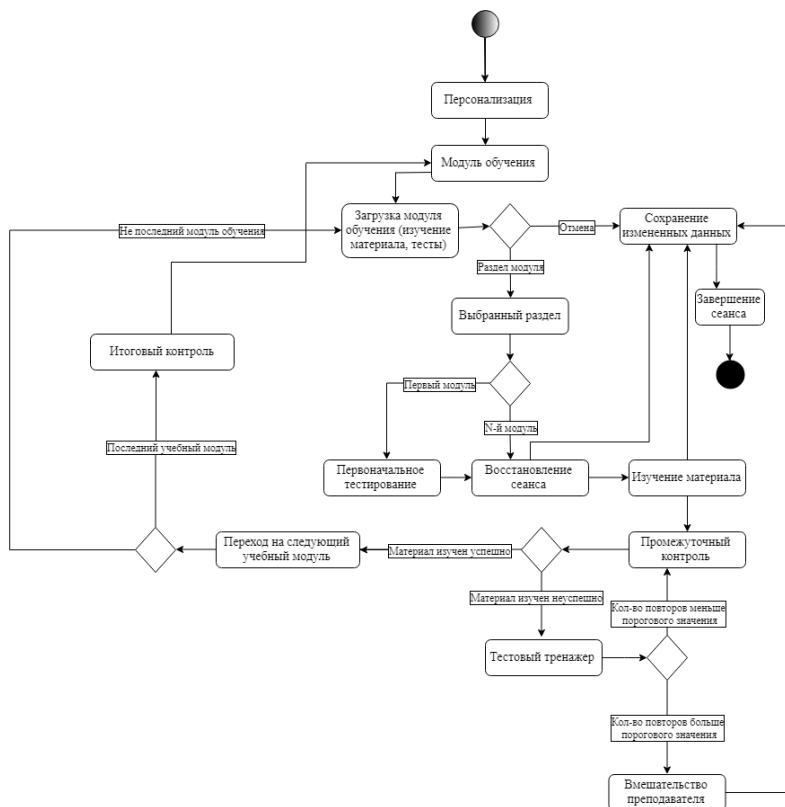 Персонализация
Модуль обучения
Загрузка модуля
обучения (изучение
материала, тесты)
Не последний модуль обучения
Отмена
Сохранение
измененных данных
Раздел модуля
Завершение
сеанса
Выбранный раздел
Итоговый контроль
Первый модуль
N-й модуль
Последний учебный модуль
Первоначальное
тестирование
Восстановление
сеанса
Изучение материала
Переход на следующий
учебный модуль
Материал изучен успешно
Промежуточный
контроль
Материал изучен неуспешно
Кол-во повторов меньше
порогового значения
Тестовый тренажер
Кол-во повторов больше
порогового значения
Вмешательство
преподавателя